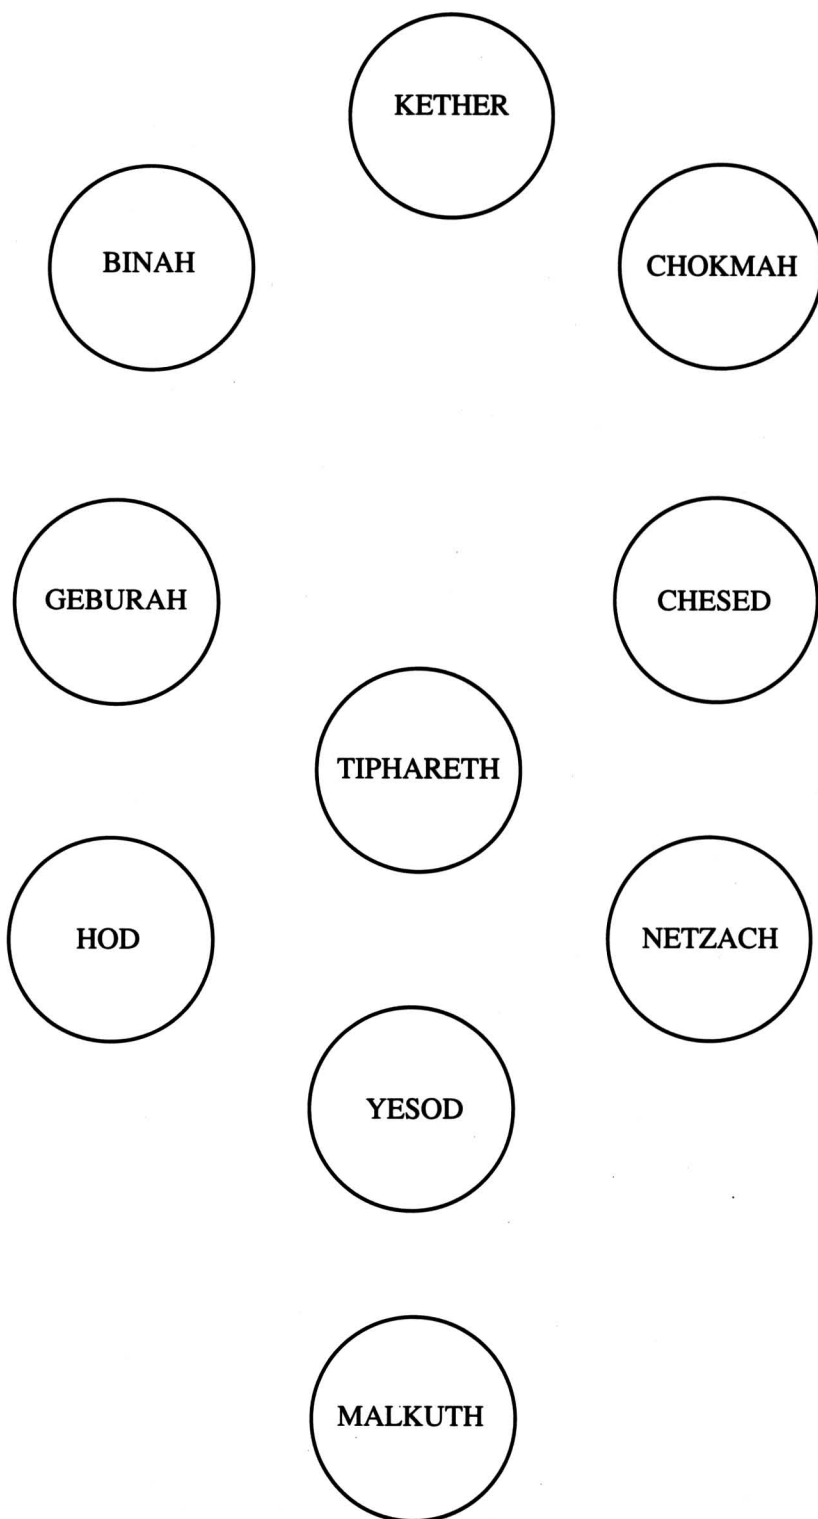 KETHER
BINAH
CHOKMAH
GEBURAH
CHESED
TIPHARETH
HOD
NETZACH
YESOD
MALKUTH